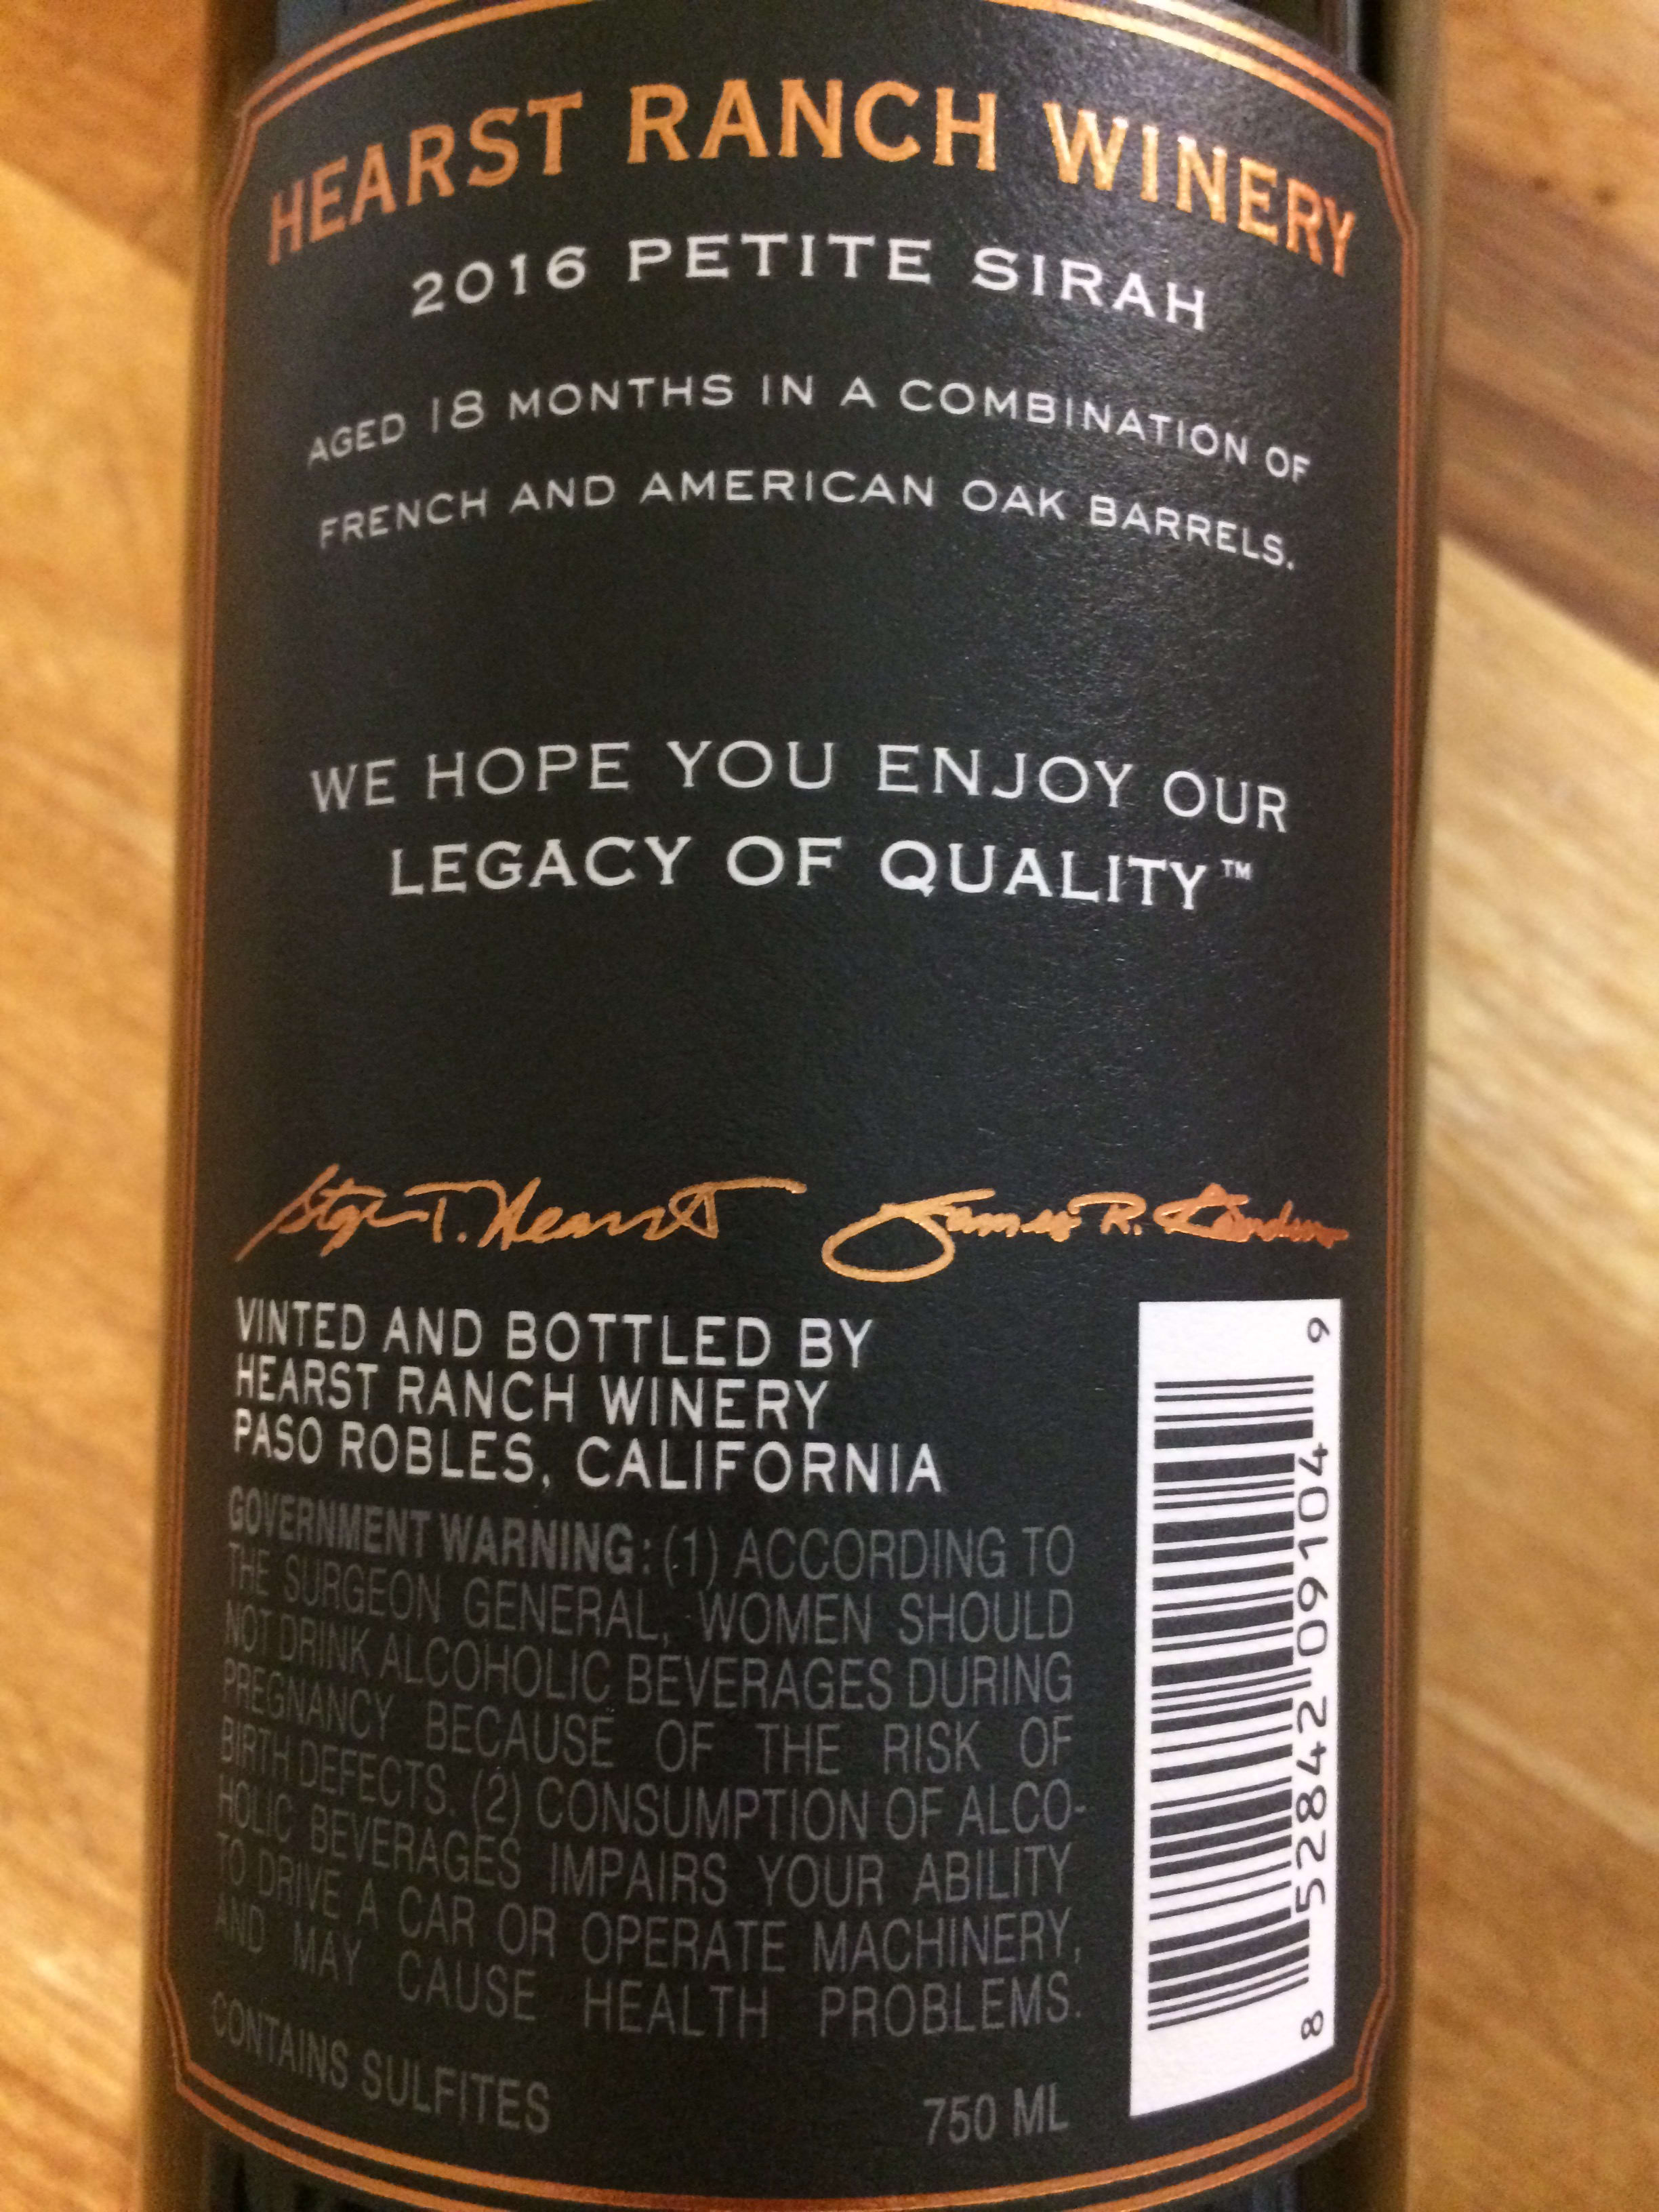 HEARST RANCH WINERY
2016 PETITE SIRAH
AGED 18 MONTHS IN A COMBINATION OF
FRENCH AND AMERICAN OAK BARRELS.
WE HOPE YOU ENJOY OUR
LEGACY OF QUALITY™
T. Hearst James R.
VINTED AND BOTTLED BY
HEARST RANCH WINERY
PASO ROBLES, CALIFORNIA
GOVERNMENT WARNING: (1) ACCORDING TO
THE SURGEON GENERAL, WOMEN SHOULD
NOT DRINK ALCOHOLIC BEVERAGES DURING
PREGNANCY BECAUSE OF THE RISK OF
BIRTH DEFECTS. (2) CONSUMPTION OF ALCO-
HOLIC BEVERAGES IMPAIRS YOUR ABILITY
TO DRIVE A CAR OR OPERATE MACHINERY,
AND MAY CAUSE HEALTH PROBLEMS.
CONTAINS SULFITES 750 ML
8 52842 09104 9